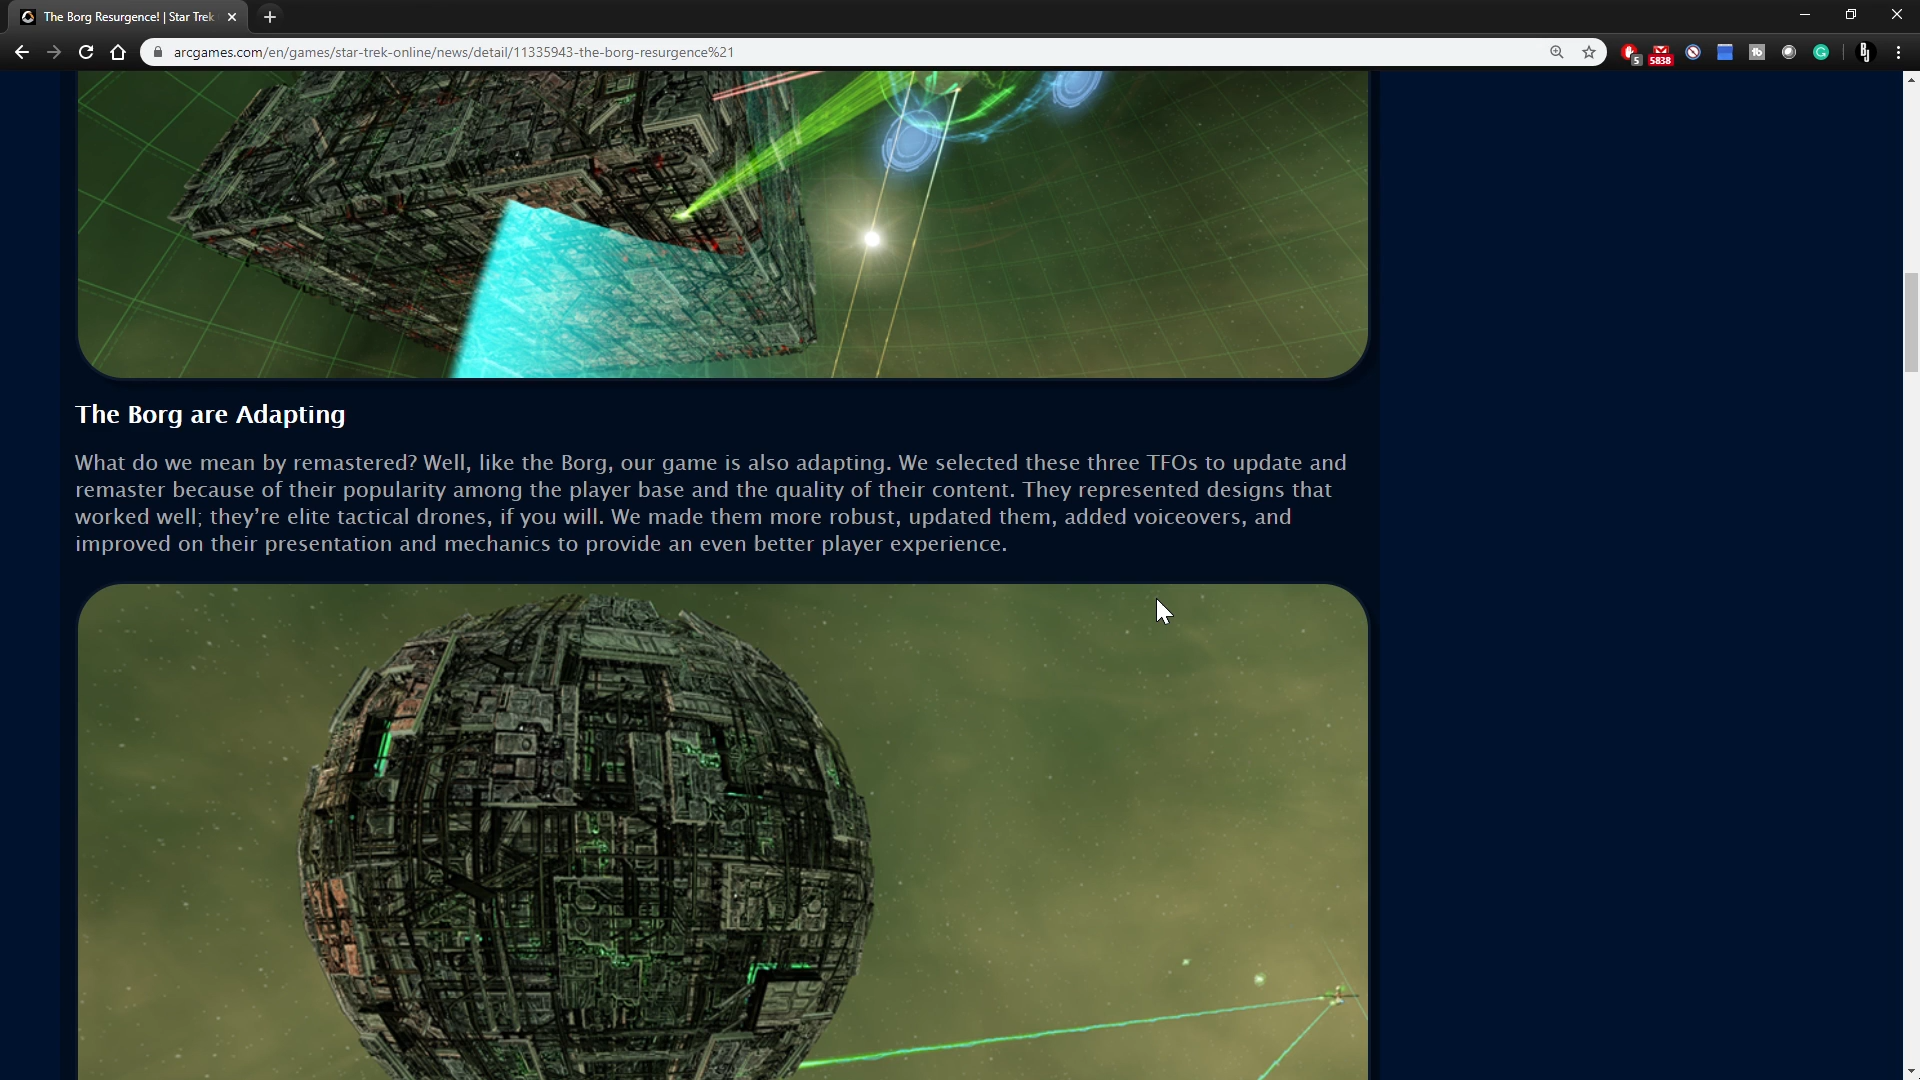 The Borg Resurgence! | Star Trek
arcgames.com/en/games/star-trek-online/news/detail/11335943-the-borg-resurgence%21
5
5838
fb
G
The Borg are Adapting
What do we mean by remastered? Well, like the Borg, our game is also adapting. We selected these three TFOs to update and
remaster because of their popularity among the player base and the quality of their content. They represented designs that
worked well; they’re elite tactical drones, if you will. We made them more robust, updated them, added voiceovers, and
improved on their presentation and mechanics to provide an even better player experience.